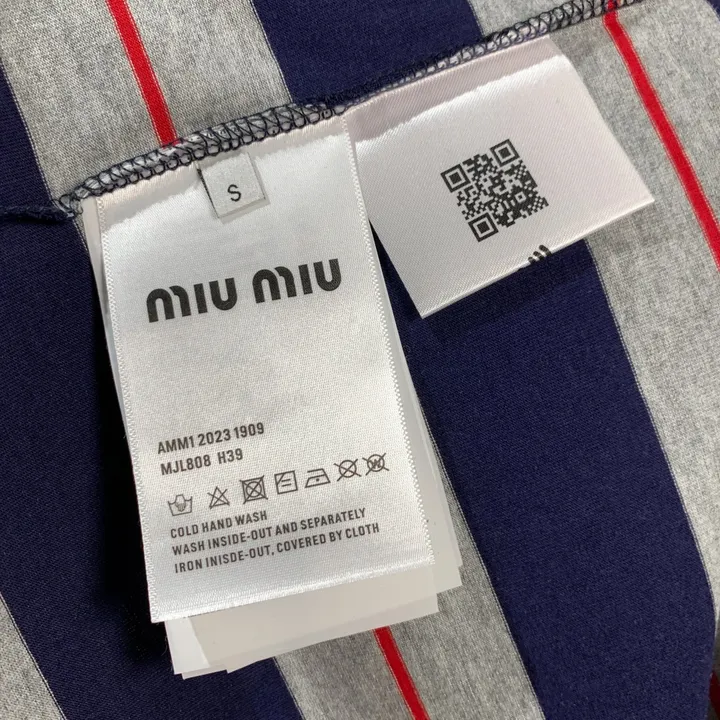 S
MIU MIU
AMM1 2023 1909
MJL808 H39
COLD HAND WASH
WASH INSIDE-OUT AND SEPARATELY
IRON INISDE-OUT, COVERED BY CLOTH